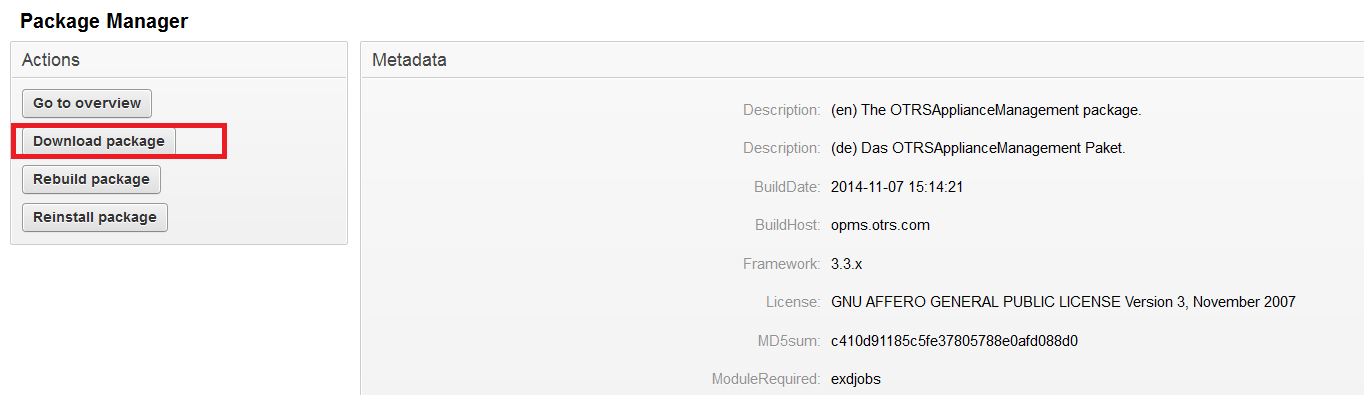 Package Manager
Actions
Go to overview
Download package
Rebuild package
Reinstall package
Metadata
Description: (en) The OTRSApplianceManagement package.
Description: (de) Das OTRSApplianceManagement Paket.
BuildDate: 2014-11-07 15:14:21
BuildHost: opms.otrs.com
Framework: 3.3.x
License: GNU AFFERO GENERAL PUBLIC LICENSE Version 3, November 2007
MD5sum: c410d91185c5fe37805788e0afd088d0
ModuleRequired: exdjobs